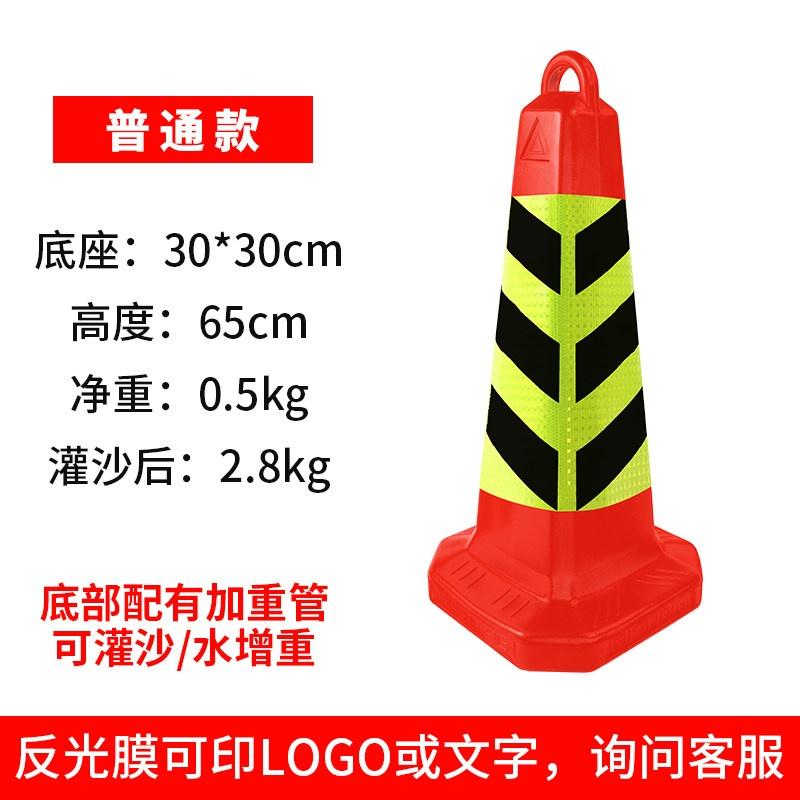 普通款
底座：30*30cm
高度：65cm
净重：0.5kg
灌沙后：2.8kg
底部配有加重管
可灌沙/水增重
反光膜可印LOGO或文字，询问客服